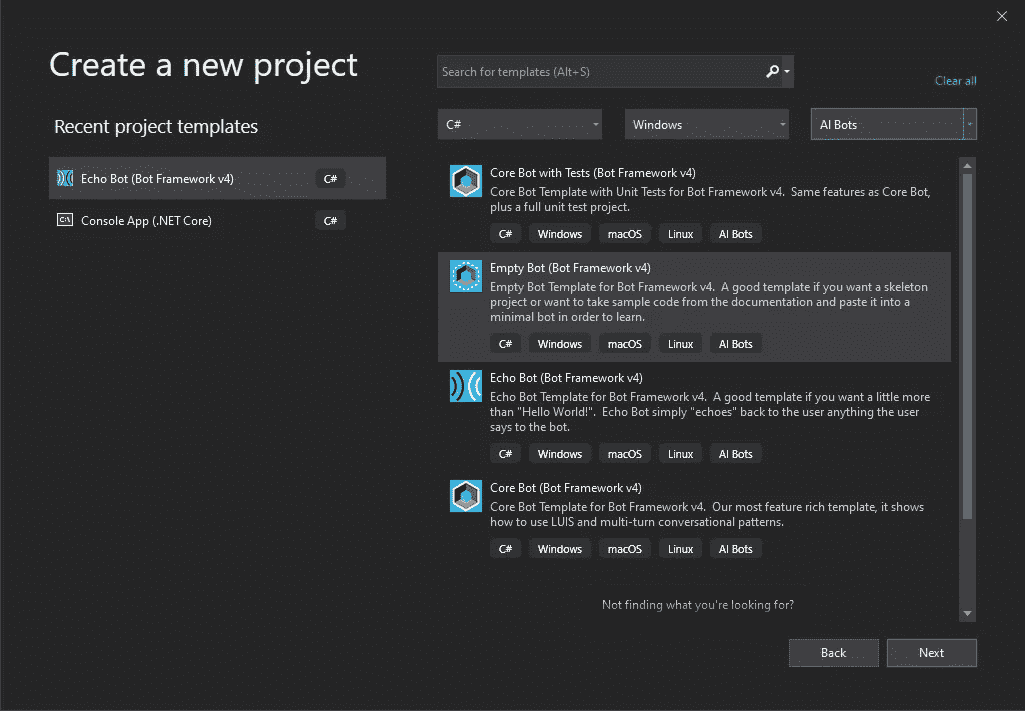 Create a new project
Search for templates (Alt+S)
Clear all
Recent project templates
C#
Windows
AI Bots
Echo Bot (Bot Framework v4)
C#
Console App (.NET Core)
C#
Core Bot with Tests (Bot Framework v4)
Core Bot Template with Unit Tests for Bot Framework v4. Same features as Core Bot,
plus a full unit test project.
C# Windows macOS Linux AI Bots
Empty Bot (Bot Framework v4)
Empty Bot Template for Bot Framework v4. A good template if you want a skeleton
project or want to take sample code from the documentation and paste it into a
minimal bot in order to learn.
C# Windows macOS Linux AI Bots
Echo Bot (Bot Framework v4)
Echo Bot Template for Bot Framework v4. A good template if you want a little more
than "Hello World!". Echo Bot simply "echoes" back to the user anything the user
says to the bot.
C# Windows macOS Linux AI Bots
Core Bot (Bot Framework v4)
Core Bot Template for Bot Framework v4. Our most feature rich template, it shows
how to use LUIS and multi-turn conversational patterns.
C# Windows macOS Linux AI Bots
Not finding what you're looking for?
Back
Next